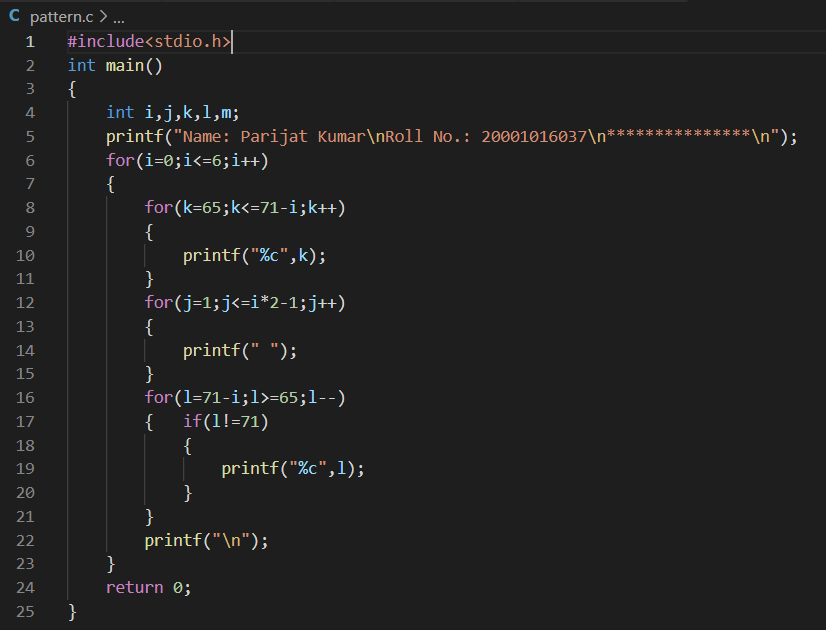 C pattern.c > ...
1 #include<stdio.h>
2 int main()
3 {
4     int i,j,k,l,m;
5     printf("Name: Parijat Kumar\nRoll No.: 20001016037\n***************\n");
6     for(i=0;i<=6;i++)
7     {
8         for(k=65;k<=71-i;k++)
9         {
10             printf("%c",k);
11         }
12         for(j=1;j<=i*2-1;j++)
13         {
14             printf(" ");
15         }
16         for(l=71-i;l>=65;l--)
17         {   if(l!=71)
18             {
19                 printf("%c",l);
20             }
21         }
22         printf("\n");
23     }
24     return 0;
25 }